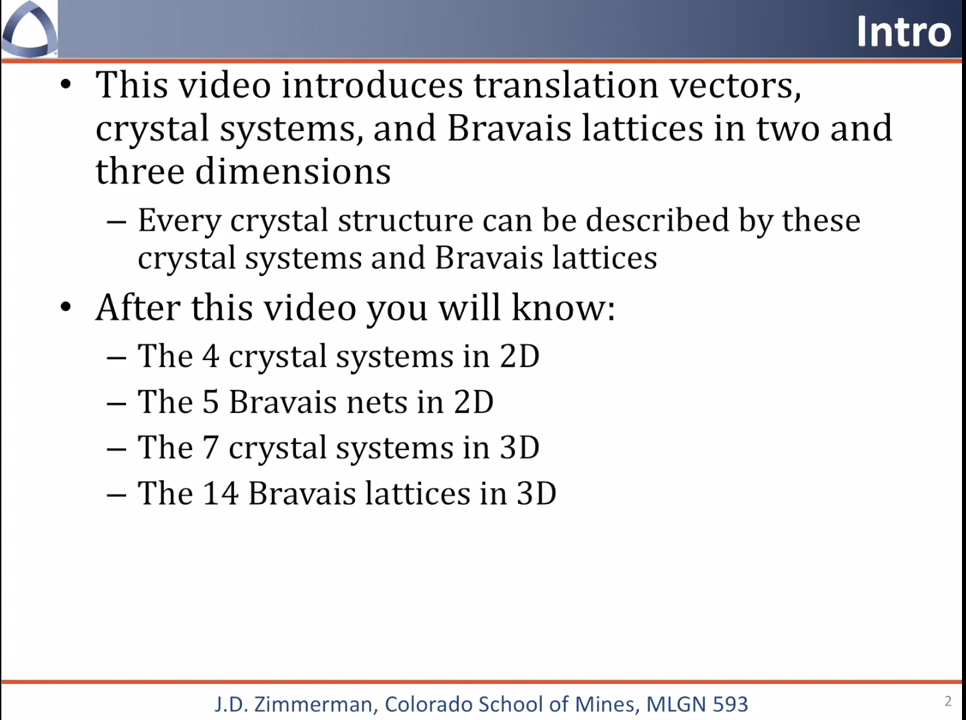 Intro
• This video introduces translation vectors,
crystal systems, and Bravais lattices in two and
three dimensions
– Every crystal structure can be described by these
crystal systems and Bravais lattices
• After this video you will know:
– The 4 crystal systems in 2D
– The 5 Bravais nets in 2D
– The 7 crystal systems in 3D
– The 14 Bravais lattices in 3D
J.D. Zimmerman, Colorado School of Mines, MLGN 593
2